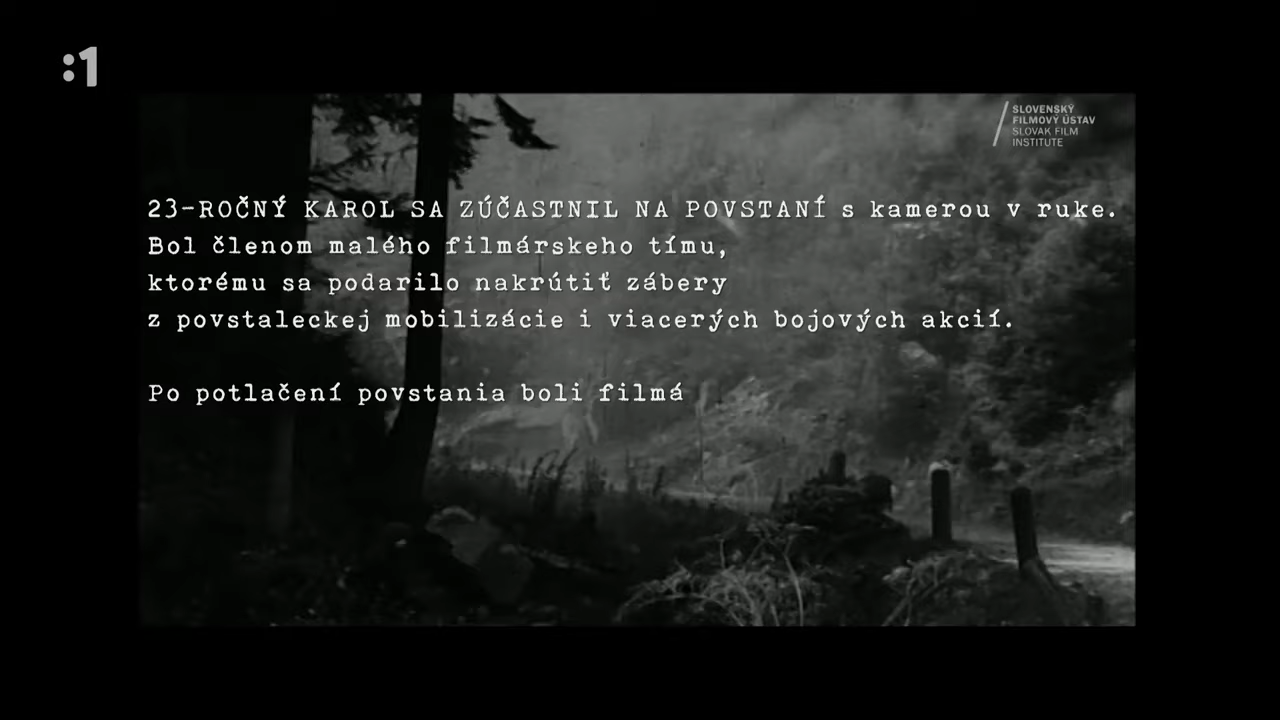 :1
SLOVENSKÝ
FILMOVÝ ÚSTAV
SLOVAK FILM
INSTITUTE
23-ROČNÝ KAROL SA ZÚČASTNIL NA POVSTANÍ s kamerou v ruke.
Bol členom malého filmárskeho tímu,
ktorému sa podarilo nakrútiť zábery
z povstaleckej mobilizácie i viacerých bojových akcií.
Po potlačení povstania boli filmá